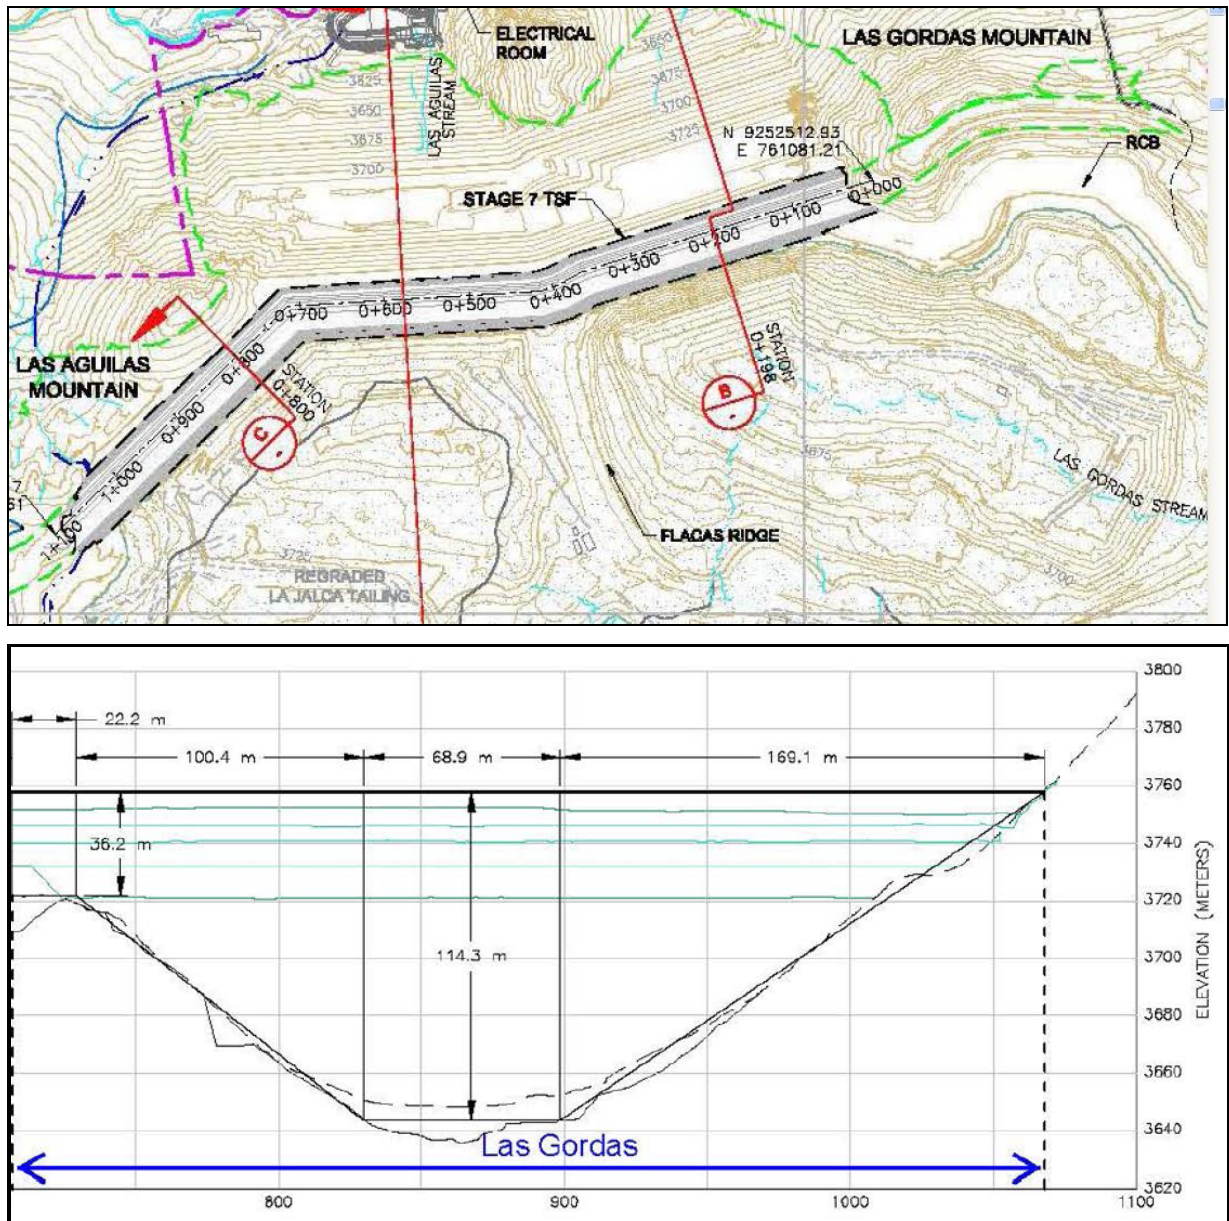 ELECTRICAL
ROOM
LAS GORDAS MOUNTAIN
3650
3675
3700
3725
3625
3650
3675
3700
LAS AGUILAS
STREAM
N 9252512.93
E 761081.21
RCB
STAGE 7 TSF
0+000
0+100
0+200
0+300
0+400
0+500
0+600
0+700
0+800
0+900
1+000
1+100
LAS AGUILAS
MOUNTAIN
STATION
0+800
C
STATION
0+198
B
3675
LAS GORDAS STREAM
FLACAS RIDGE
3700
3725
REGRADED
LA JALCA TAILING
7
61
22.2 m
100.4 m
68.9 m
169.1 m
36.2 m
114.3 m
3800
3780
3760
3740
3720
3700
3680
3660
3640
3620
ELEVATION (METERS)
Las Gordas
800
900
1000
1100